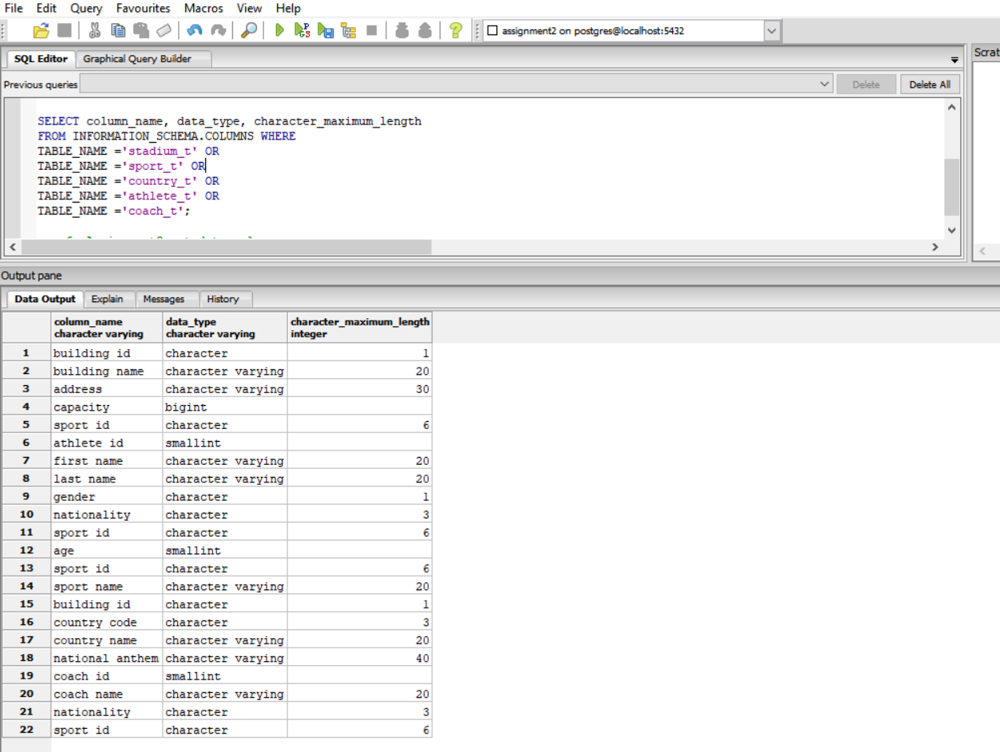 File Edit Query Favourites Macros View Help
assignment2 on postgres@localhost:5432
SQL Editor Graphical Query Builder
Scrat
Previous queries Delete Delete All
SELECT column_name, data_type, character_maximum_length
FROM INFORMATION_SCHEMA.COLUMNS WHERE
TABLE_NAME ='stadium_t' OR
TABLE_NAME ='sport_t' OR
TABLE_NAME ='country_t' OR
TABLE_NAME ='athlete_t' OR
TABLE_NAME ='coach_t';
Output pane
Data Output Explain Messages History
column_name data_type character_maximum_length
character varying character varying integer
1 building id character 1
2 building name character varying 20
3 address character varying 30
4 capacity bigint
5 sport id character 6
6 athlete id smallint
7 first name character varying 20
8 last name character varying 20
9 gender character 1
10 nationality character 3
11 sport id character 6
12 age smallint
13 sport id character 6
14 sport name character varying 20
15 building id character 1
16 country code character 3
17 country name character varying 20
18 national anthem character varying 40
19 coach id smallint
20 coach name character varying 20
21 nationality character 3
22 sport id character 6